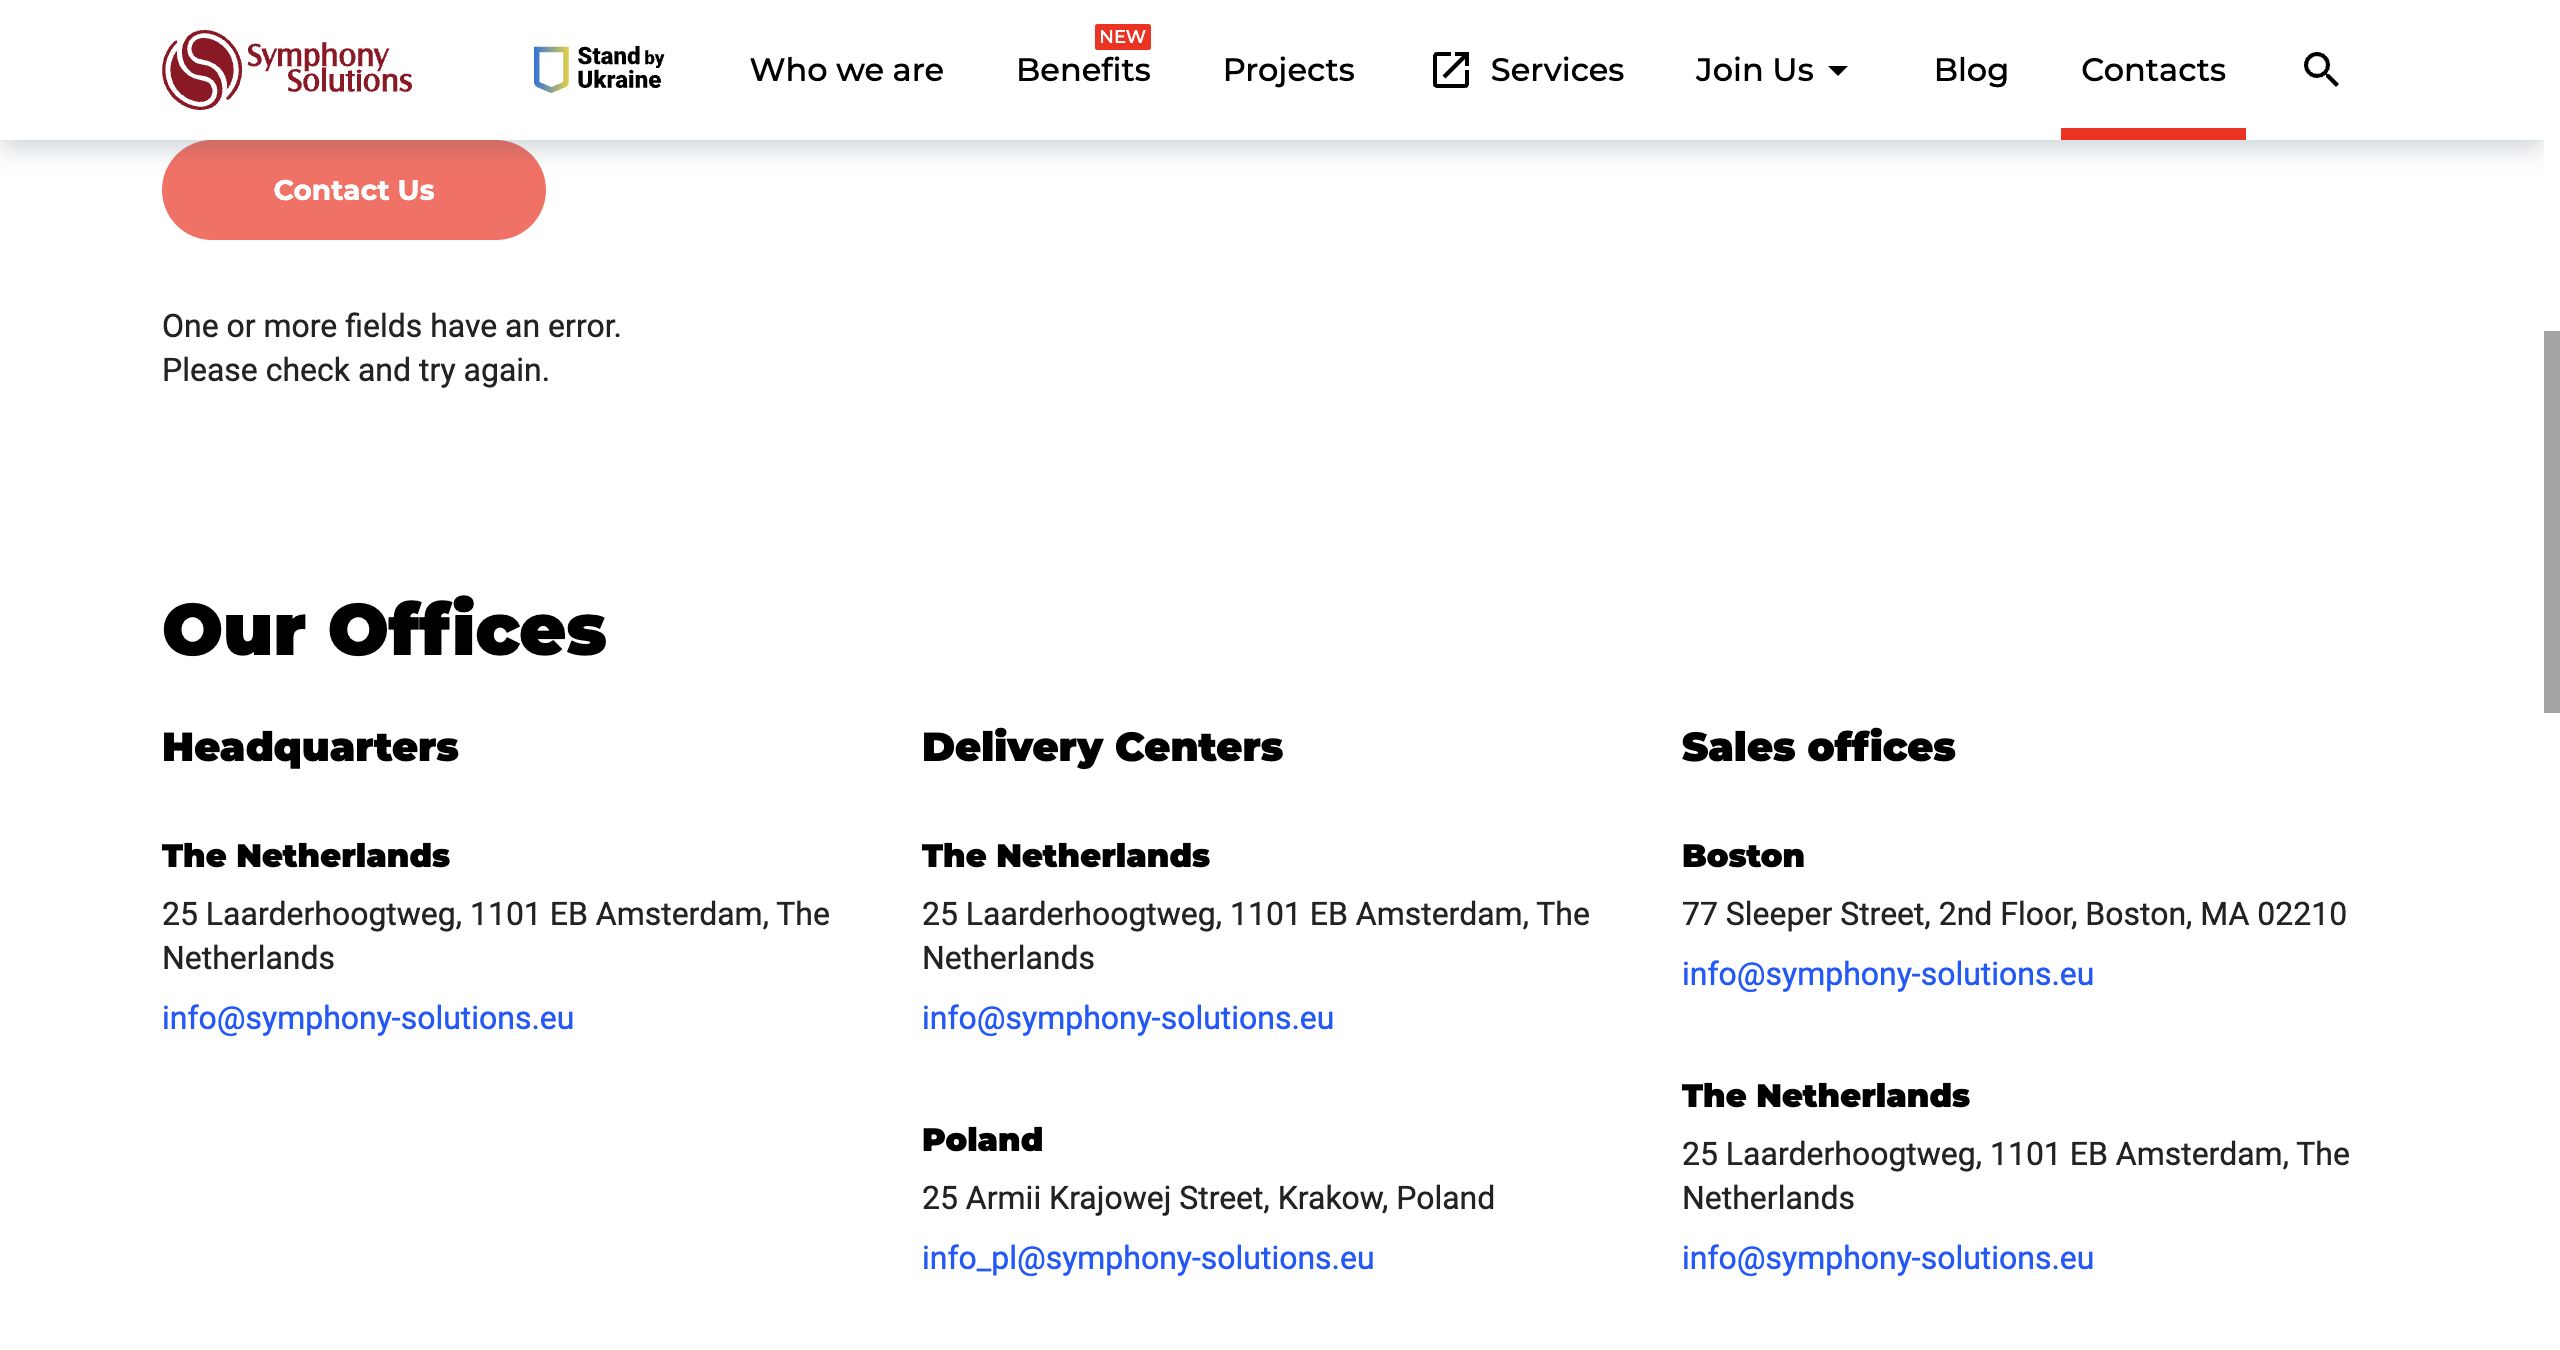 Symphony
Solutions
Stand by
Ukraine
Who we are
NEW
Benefits
Projects
Services
Join Us
Blog
Contacts
Contact Us
One or more fields have an error.
Please check and try again.
Our Offices
Headquarters
The Netherlands
25 Laarderhoogtweg, 1101 EB Amsterdam, The
Netherlands
info@symphony-solutions.eu
Delivery Centers
The Netherlands
25 Laarderhoogtweg, 1101 EB Amsterdam, The
Netherlands
info@symphony-solutions.eu
Poland
25 Armii Krajowej Street, Krakow, Poland
info_pl@symphony-solutions.eu
Sales offices
Boston
77 Sleeper Street, 2nd Floor, Boston, MA 02210
info@symphony-solutions.eu
The Netherlands
25 Laarderhoogtweg, 1101 EB Amsterdam, The
Netherlands
info@symphony-solutions.eu